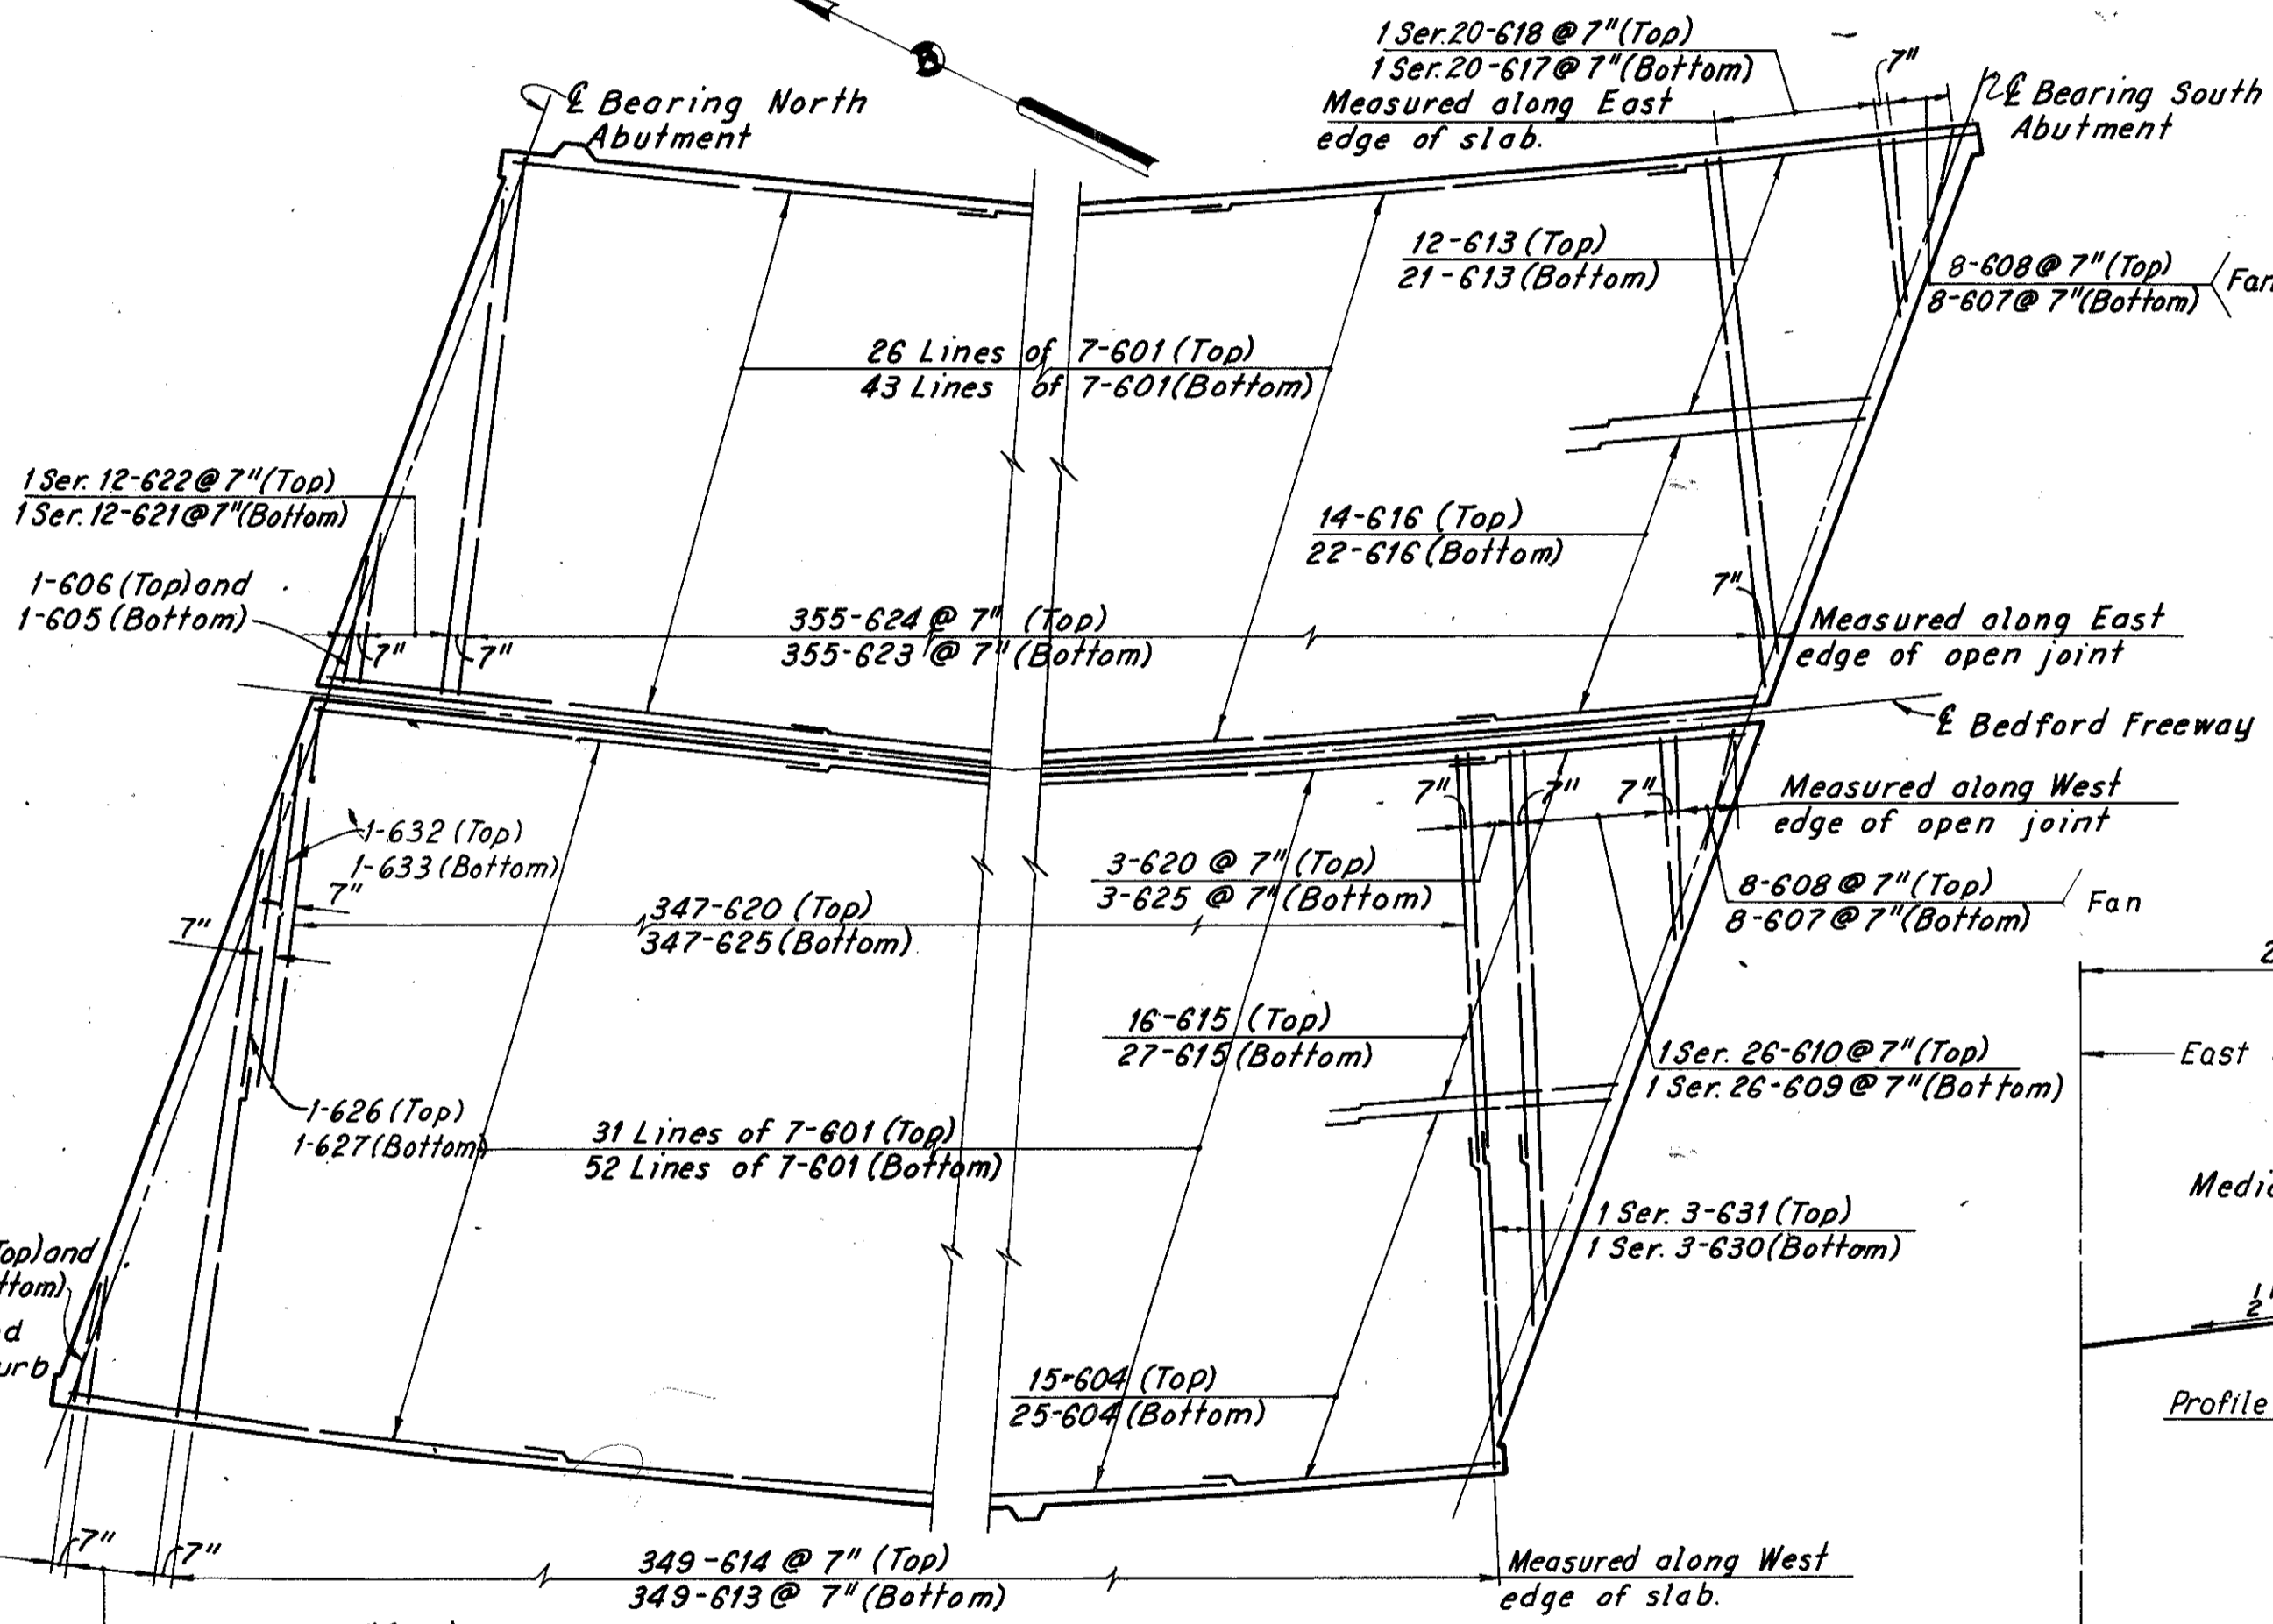 1 Ser. 20-618 @ 7" (Top)
1 Ser. 20-617 @ 7" (Bottom)
Measured along East
edge of slab.
7"
℄ Bearing North
Abutment
℄ Bearing South
Abutment
12-613 (Top)
21-613 (Bottom)
8-608 @ 7" (Top)
8-607 @ 7" (Bottom)
Fan
26 Lines of 7-601 (Top)
43 Lines of 7-601 (Bottom)
1 Ser. 12-622 @ 7" (Top)
1 Ser. 12-621 @ 7" (Bottom)
14-616 (Top)
22-616 (Bottom)
1-606 (Top) and
1-605 (Bottom)
7"
7"
355-624 @ 7" (Top)
355-623 @ 7" (Bottom)
7"
Measured along East
edge of open joint
℄ Bedford Freeway
7"
7"
7"
Measured along West
edge of open joint
1-632 (Top)
1-633 (Bottom)
7"
7"
3-620 @ 7" (Top)
3-625 @ 7" (Bottom)
8-608 @ 7" (Top)
8-607 @ 7" (Bottom)
Fan
347-620 (Top)
347-625 (Bottom)
2
16-615 (Top)
27-615 (Bottom)
1 Ser. 26-610 @ 7" (Top)
1 Ser. 26-609 @ 7" (Bottom)
East
1-626 (Top)
1-627 (Bottom)
31 Lines of 7-601 (Top)
52 Lines of 7-601 (Bottom)
1 Ser. 3-631 (Top)
1 Ser. 3-630 (Bottom)
Top) and
ttom)
d
urb
15-604 (Top)
25-604 (Bottom)
Profile
7"
7"
349-614 @ 7" (Top)
349-613 @ 7" (Bottom)
Measured along West
edge of slab.